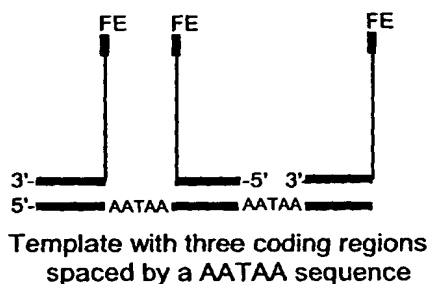 FE FE FE
3'- -5' 3'-
5'- AATAA AATAA
Template with three coding regions
spaced by a AATAA sequence